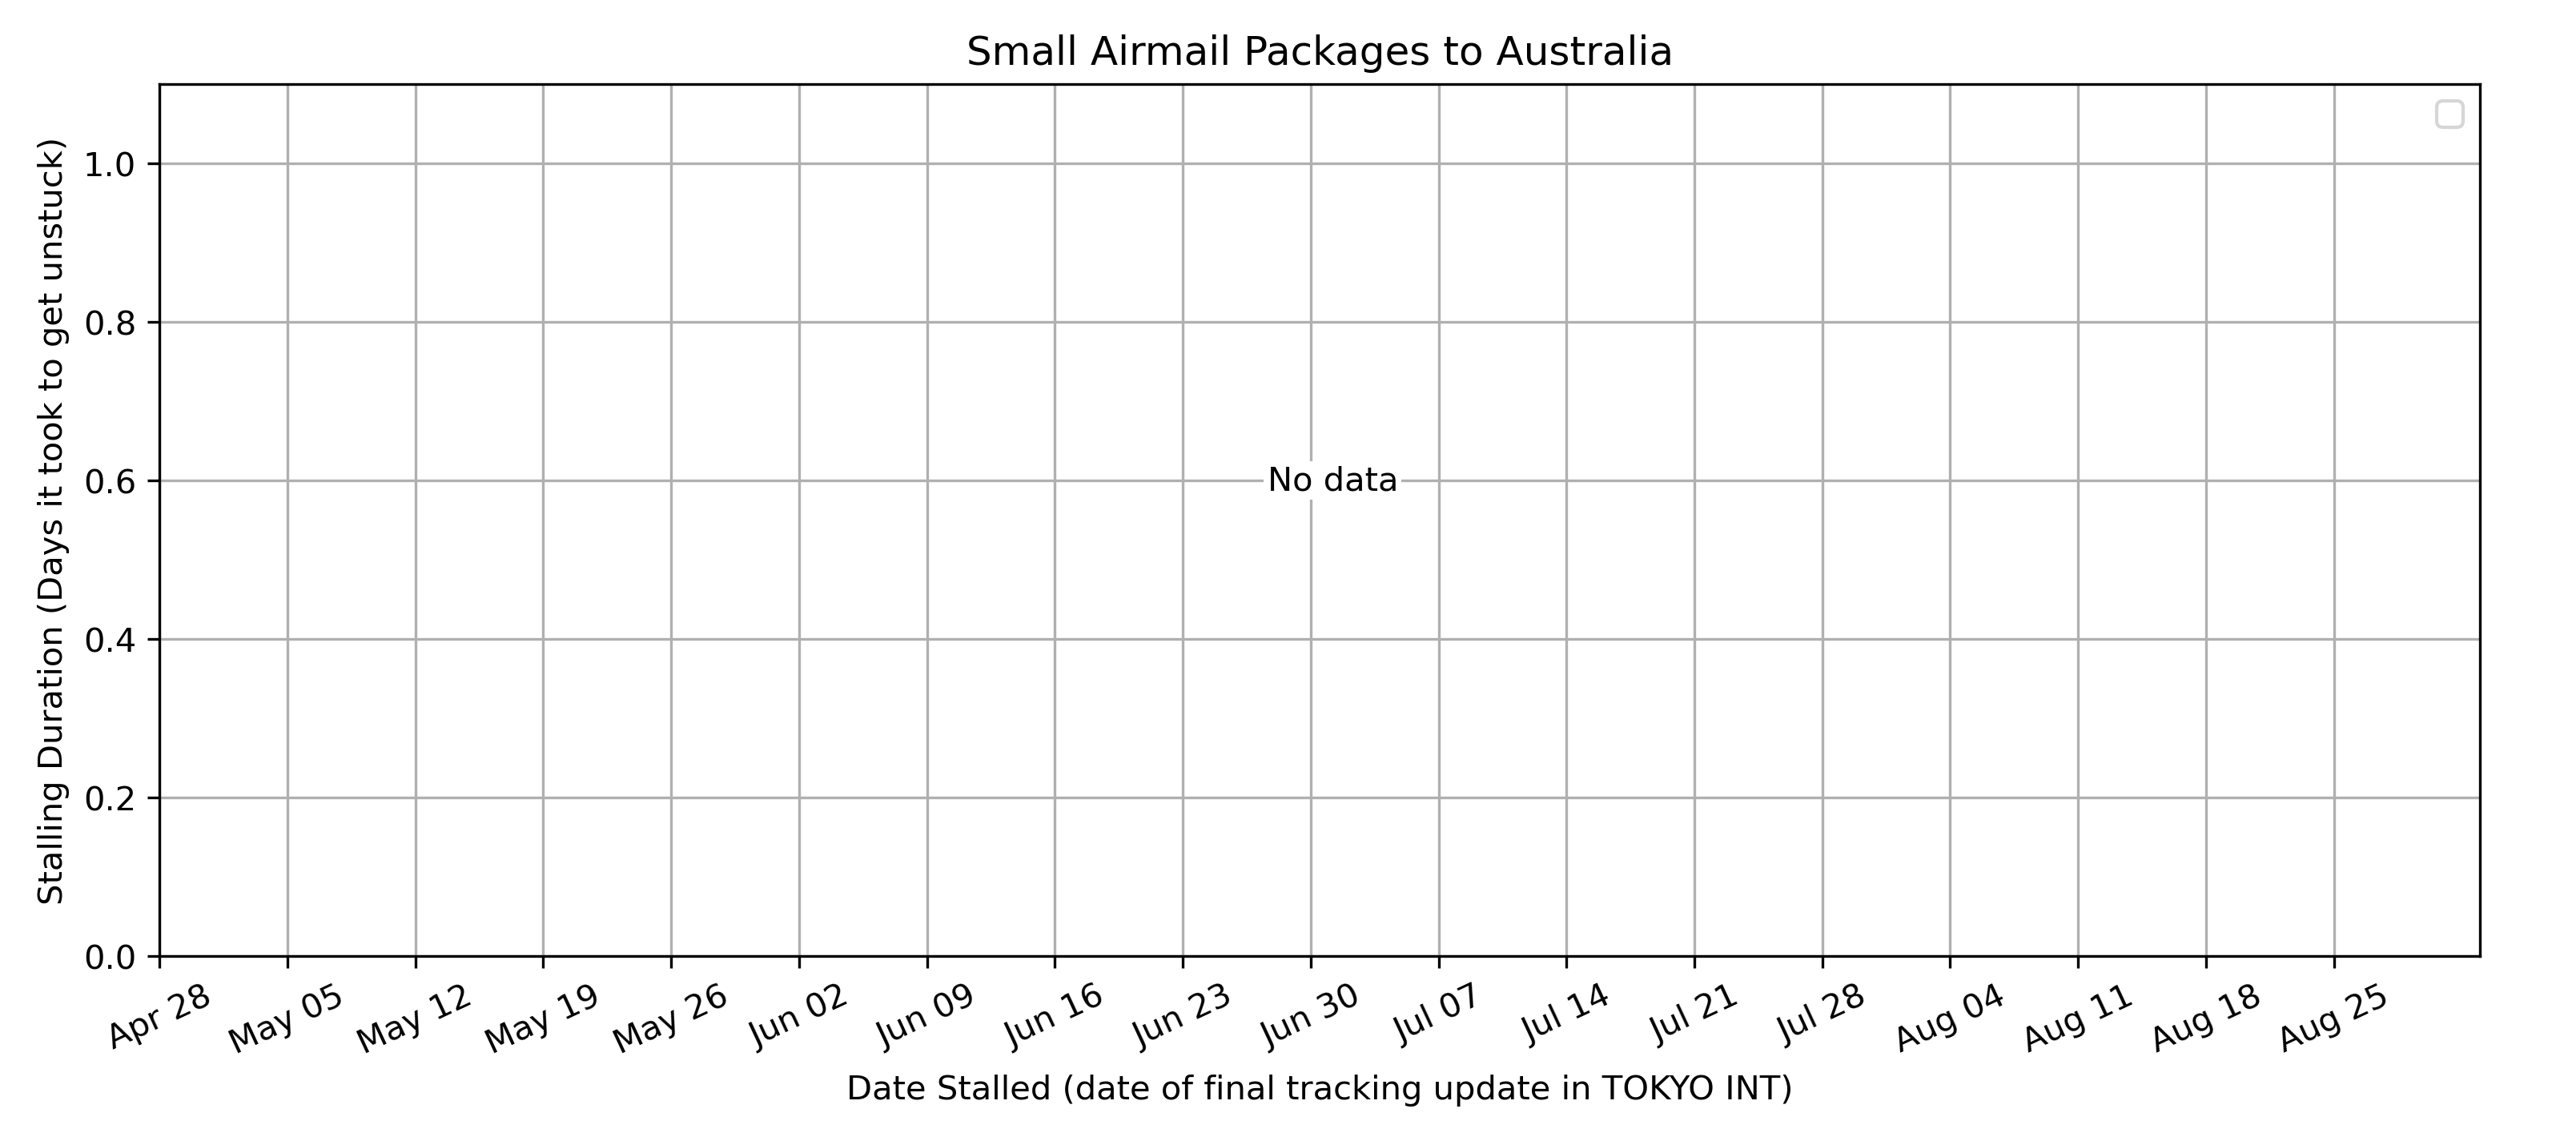 Small Airmail Packages to Australia
Stalling Duration (Days it took to get unstuck)
1.0
0.8
0.6
0.4
0.2
0.0
No data
Apr 28 May 05 May 12 May 19 May 26 Jun 02 Jun 09 Jun 16 Jun 23 Jun 30 Jul 07 Jul 14 Jul 21 Jul 28 Aug 04 Aug 11 Aug 18 Aug 25
Date Stalled (date of final tracking update in TOKYO INT)